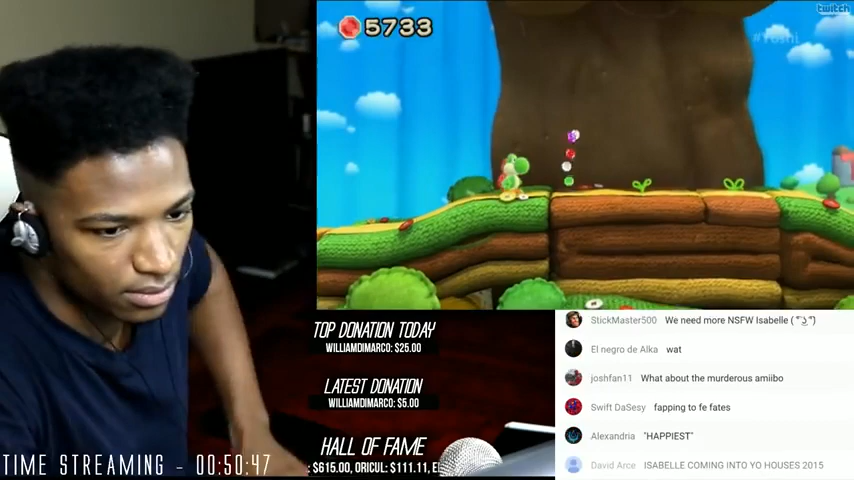 5733
twitch
#Yoshi
TOP DONATION TODAY
WILLIAMDIMARCO: $25.00
LATEST DONATION
WILLIAMDIMARCO: $5.00
HALL OF FAME
: $615.00, ORICUL: $111.11, E
TIME STREAMING - 00:50:47
StickMaster500 We need more NSFW Isabelle ( ͡° ͜ʖ ͡°)
El negro de Alka wat
joshfan11 What about the murderous amiibo
Swift DaSesy fapping to fe fates
Alexandria "HAPPIEST"
David Arce ISABELLE COMING INTO YO HOUSES 2015